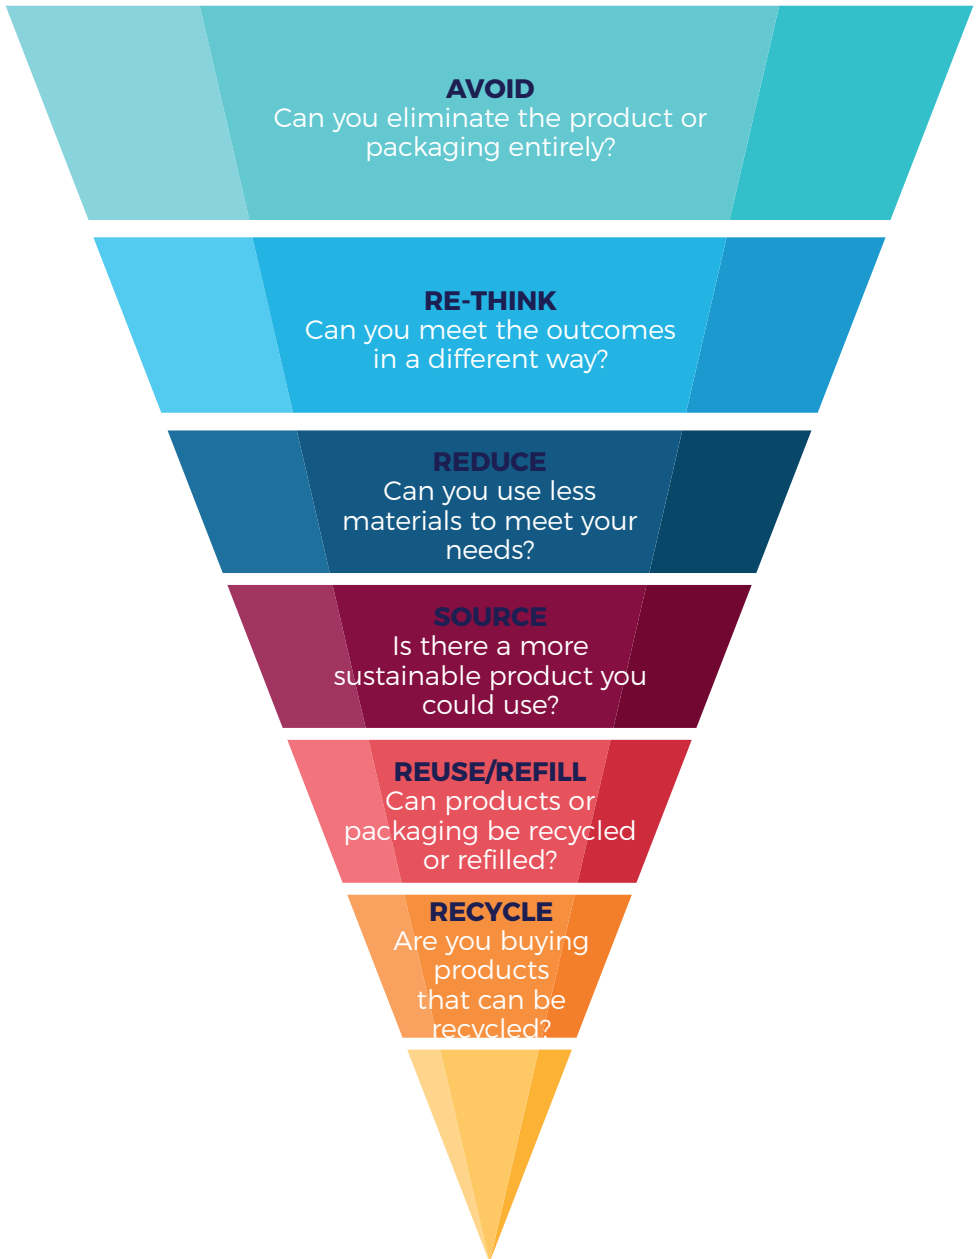 AVOID
Can you eliminate the product or
packaging entirely?
RE-THINK
Can you meet the outcomes
in a different way?
REDUCE
Can you use less
materials to meet your
needs?
SOURCE
Is there a more
sustainable product you
could use?
REUSE/REFILL
Can products or
packaging be recycled
or refilled?
RECYCLE
Are you buying
products
that can be
recycled?